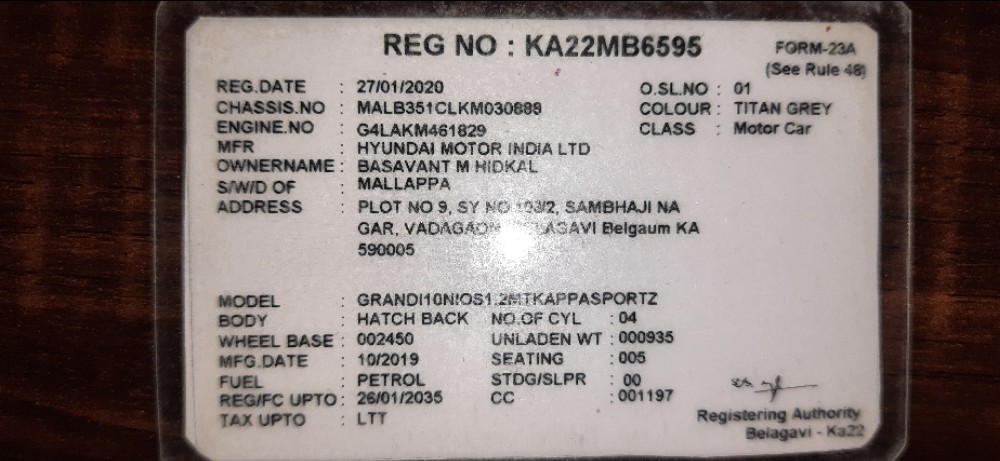 REG NO : KA22MB6595
FORM-23A
(See Rule 48)
REG.DATE : 27/01/2020 O.SL.NO : 01
CHASSIS.NO : MALB351CLKM030888 COLOUR : TITAN GREY
ENGINE.NO : G4LAKM461829 CLASS : Motor Car
MFR : HYUNDAI MOTOR INDIA LTD
OWNERNAME : BASAVANT M HIDKAL
S/W/D OF : MALLAPPA
ADDRESS : PLOT NO 9, SY NO SAMBHAJI NA
GAR, Belgaum KA
590005
MODEL : GRANDI10NIOS1.2MTKAPPASPORTZ
BODY : HATCH BACK NO.OF CYL : 04
WHEEL BASE : 002450 UNLADEN WT : 000935
MFG.DATE : 10/2019 SEATING : 005
FUEL : PETROL STDG/SLPR : 00
REG/FC UPTO : 26/01/2035 CC : 001197
TAX UPTO : LTT
Registering Authority
Belagavi - Ka22